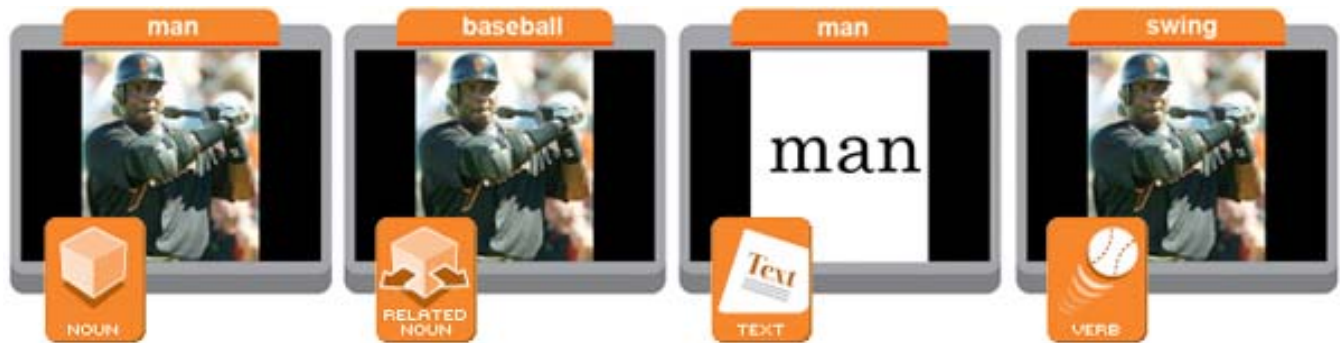 man
baseball
man
swing
man
NOUN
RELATED
NOUN
Text
TEXT
VERB